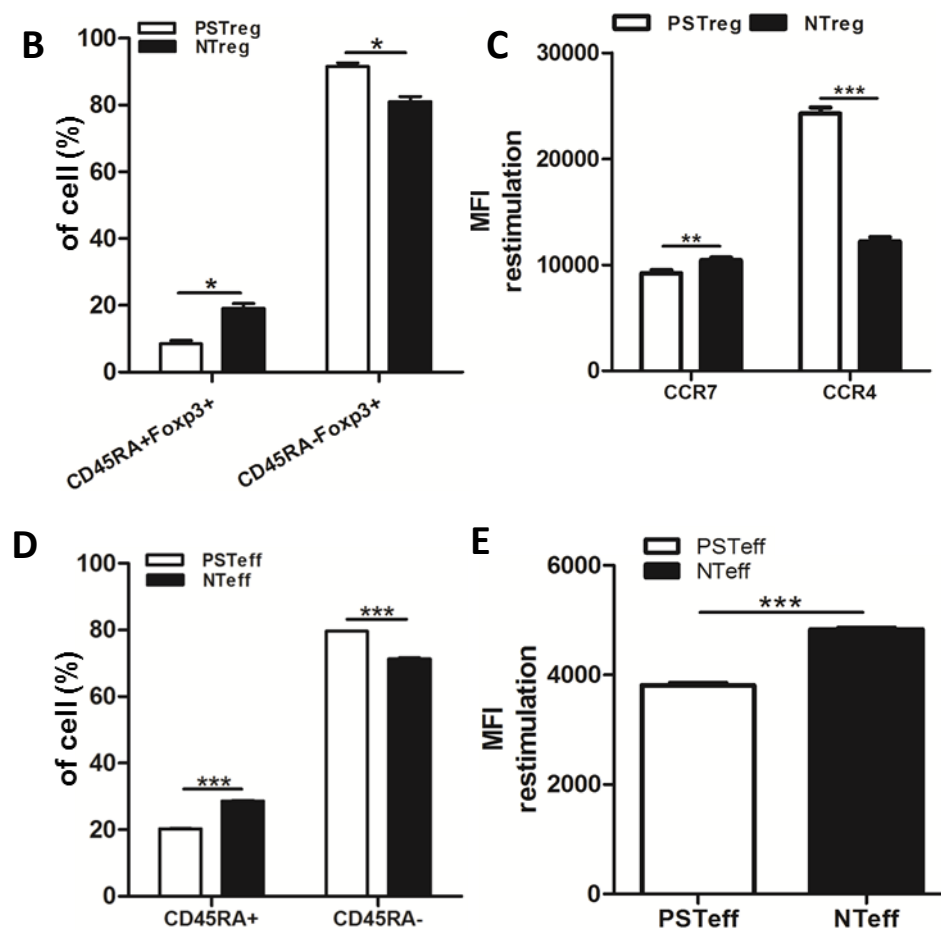 B
PSTreg
NTreg
of cell (%)
100
80
60
40
20
0
*
*
CD45RA+Foxp3+
CD45RA-Foxp3+
C
PSTreg NTreg
MFI
restimulation
30000
20000
10000
0
**
***
CCR7 CCR4
D
PSTeff
NTeff
of cell (%)
100
80
60
40
20
0
***
***
CD45RA+ CD45RA-
E
PSTeff
NTeff
MFI
restimulation
6000
4000
2000
0
***
PSTeff NTeff